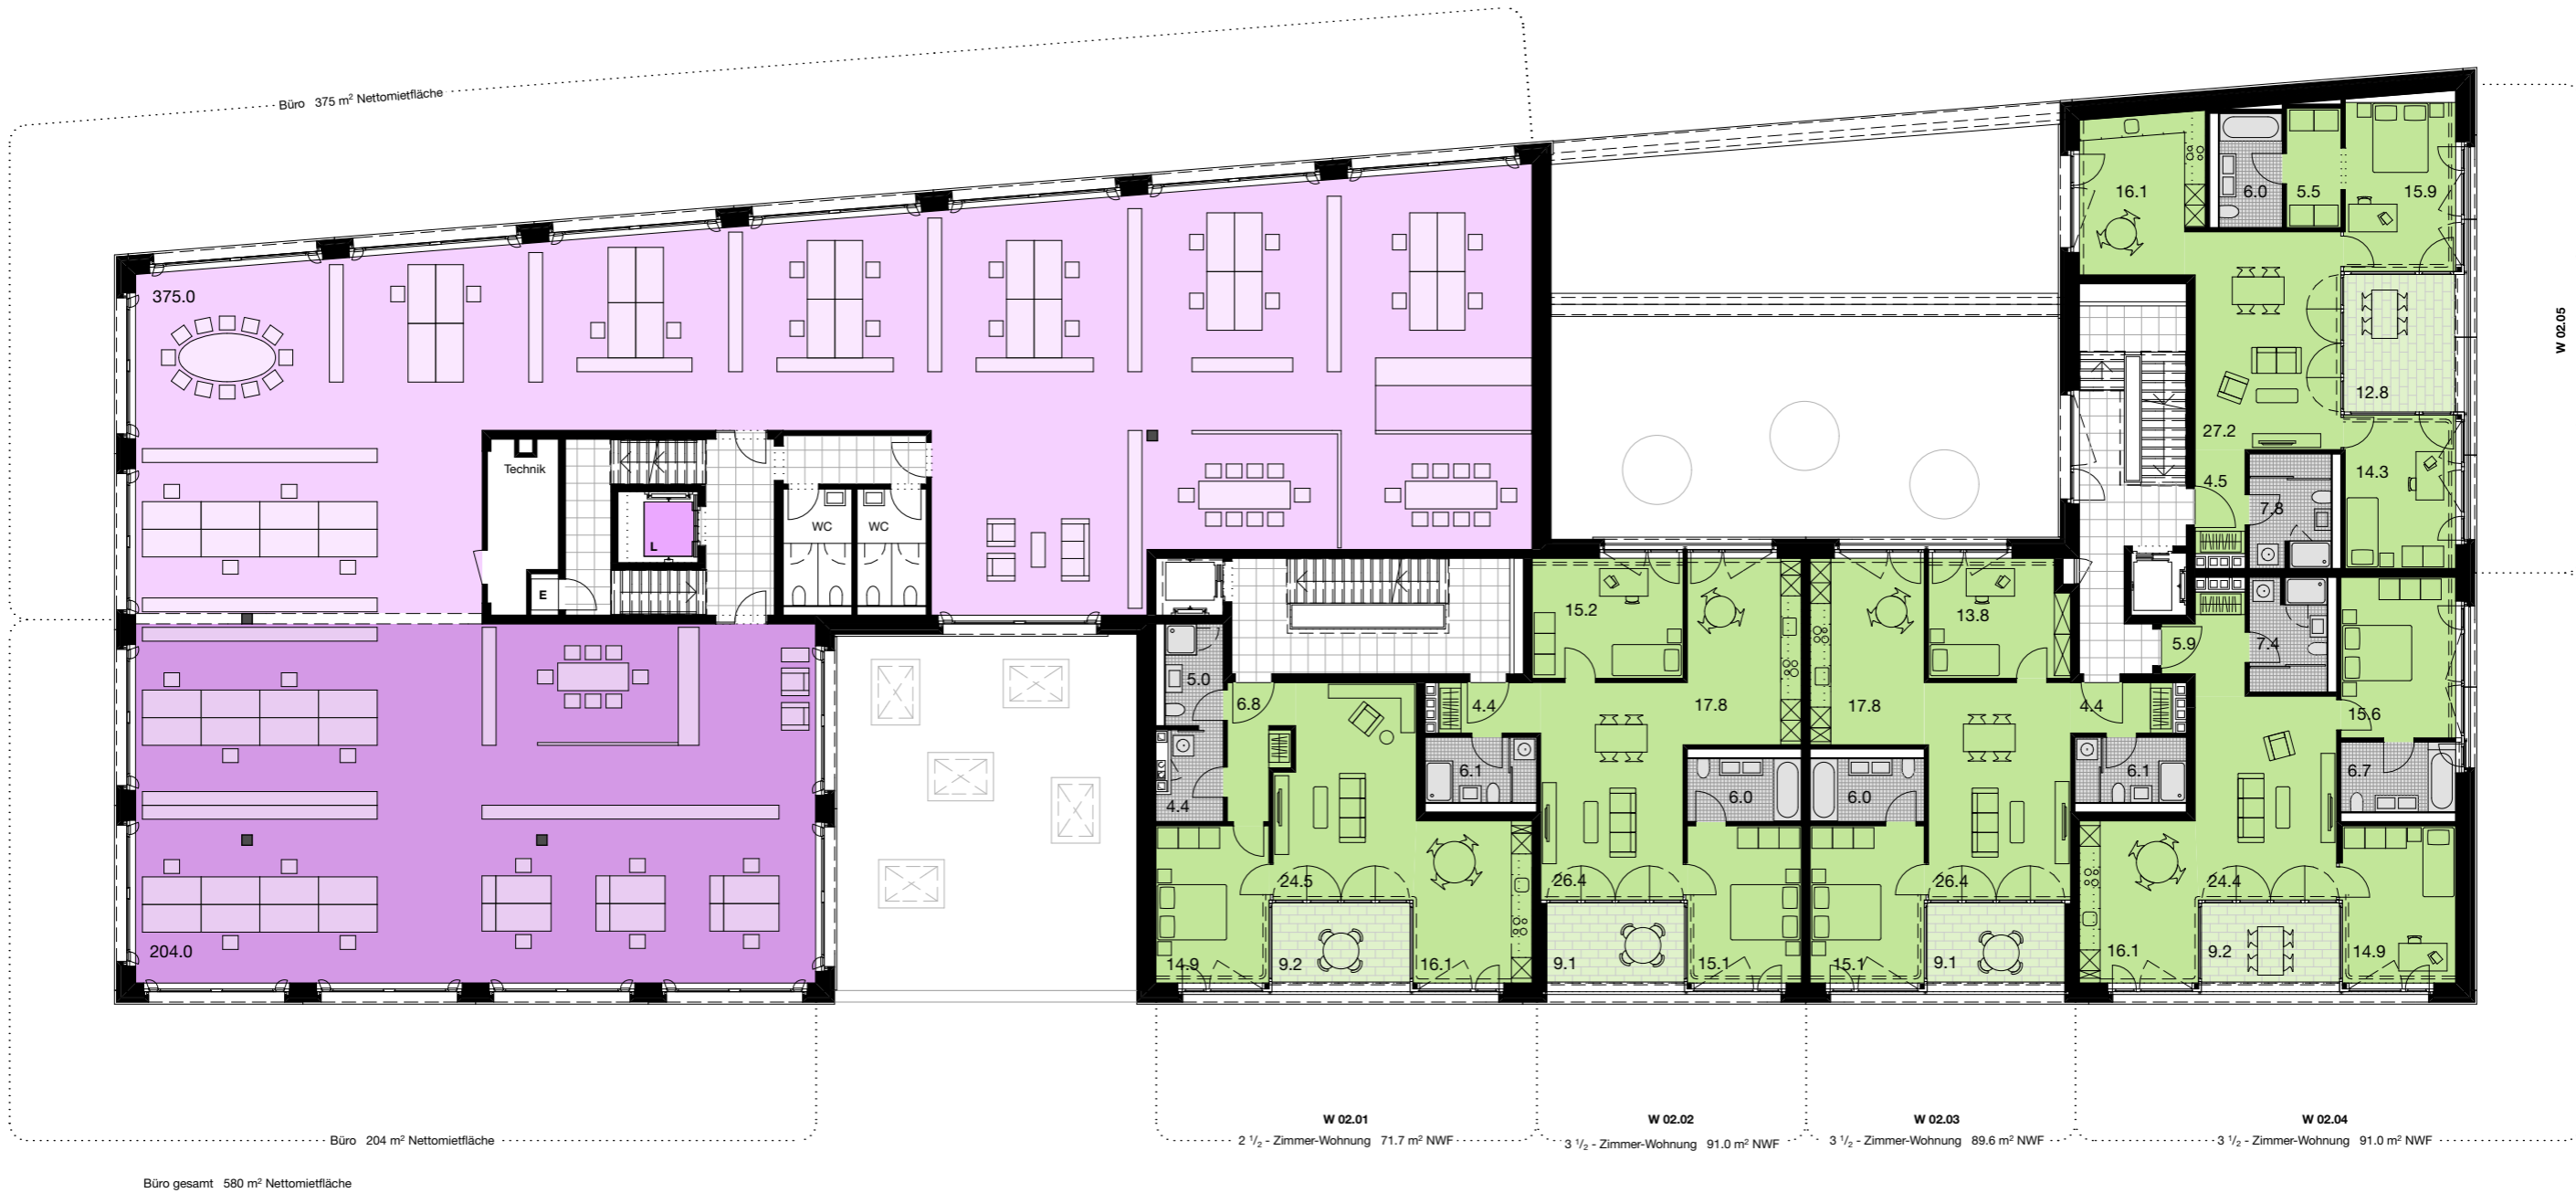 Büro 375 m² Nettomietfläche
375.0
Technik
L
E
WC
WC
204.0
16.1
6.0
5.5
15.9
12.8
27.2
4.5
7.8
14.3
W 02.05
15.2
17.8
17.8
13.8
5.9
7.4
15.6
5.0
6.8
4.4
4.4
4.4
6.1
6.0
6.0
6.1
6.7
24.5
26.4
26.4
24.4
14.9
9.2
16.1
9.1
15.1
15.1
9.1
16.1
9.2
14.9
W 02.01
2 1/2 - Zimmer-Wohnung 71.7 m² NWF
W 02.02
3 1/2 - Zimmer-Wohnung 91.0 m² NWF
W 02.03
3 1/2 - Zimmer-Wohnung 89.6 m² NWF
W 02.04
3 1/2 - Zimmer-Wohnung 91.0 m² NWF
Büro 204 m² Nettomietfläche
Büro gesamt 580 m² Nettomietfläche